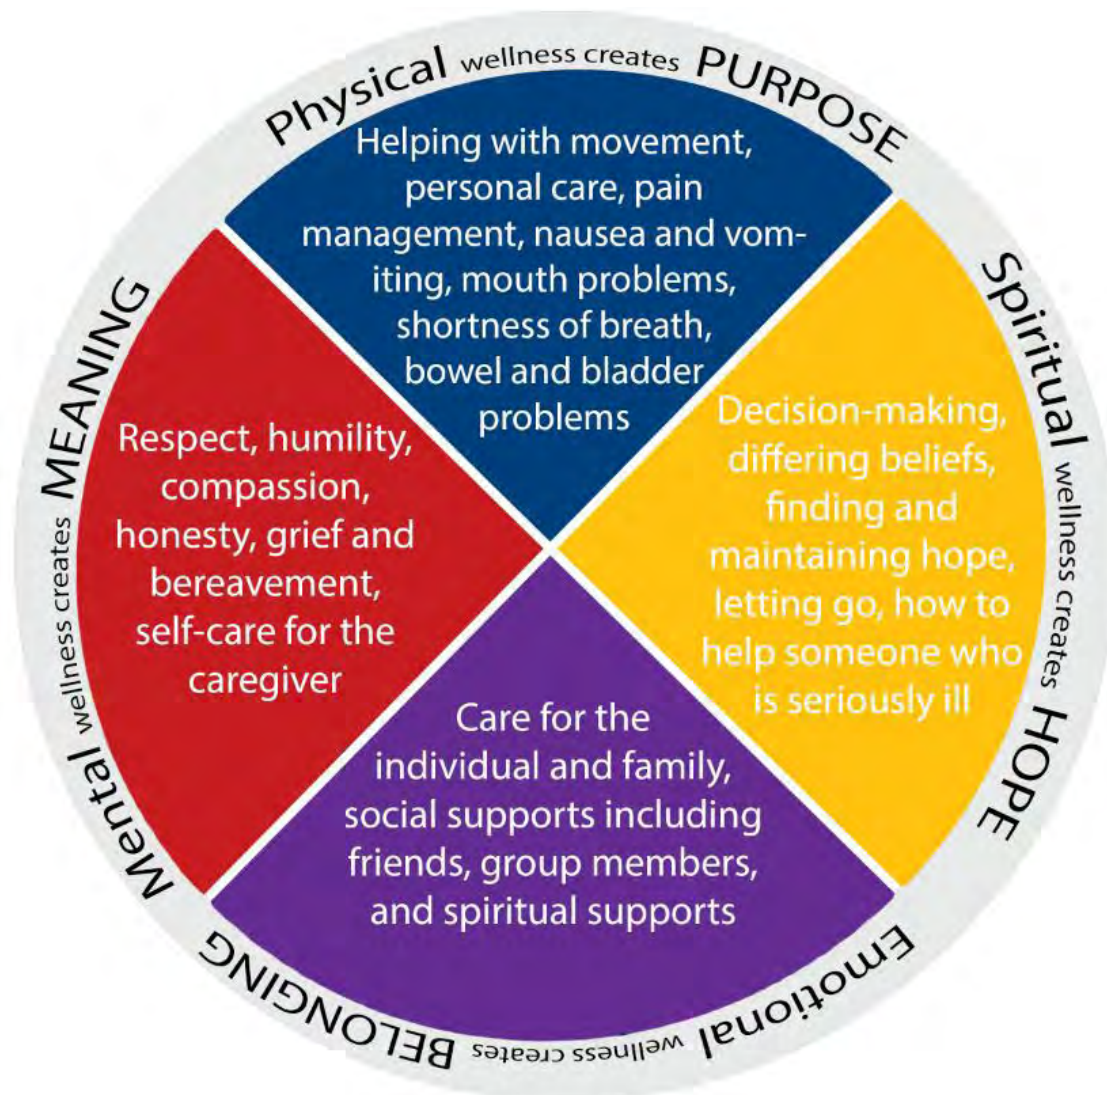 Physical wellness creates PURPOSE
Helping with movement,
personal care, pain
management, nausea and vom-
iting, mouth problems,
shortness of breath,
bowel and bladder
problems
Spiritual wellness creates HOPE
Decision-making,
differing beliefs,
finding and
maintaining hope,
letting go, how to
help someone who
is seriously ill
Emotional wellness creates BELONGING
Care for the
individual and family,
social supports including
friends, group members,
and spiritual supports
Mental wellness creates MEANING
Respect, humility,
compassion,
honesty, grief and
bereavement,
self-care for the
caregiver